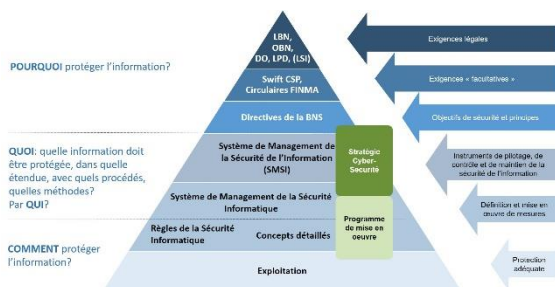 POURQUOI protéger l'information?
LBN,
OBN,
DO, LPD, (LSI)
Exigences légales
Swift CSP,
Circulaires FINMA
Exigences « facultatives »
Directives de la BNS
Objectifs de sécurité et principes
QUOI: quelle information doit
être protégée, dans quelle
étendue, avec quels procédés,
quelles méthodes?
Par QUI?
Système de Management de
la Sécurité de l'Information
(SMSI)
Stratégie
Cyber-
Sécurité
Instruments de pilotage, de
contrôle et de maintien de la
sécurité de l'information
Système de Management de la Sécurité
Informatique
Définition et mise en
œuvre de mesures
Règles de la Sécurité
Informatique
Concepts détaillés
Programme
de mise en
oeuvre
COMMENT protéger
l'information?
Exploitation
Protection
adéquate